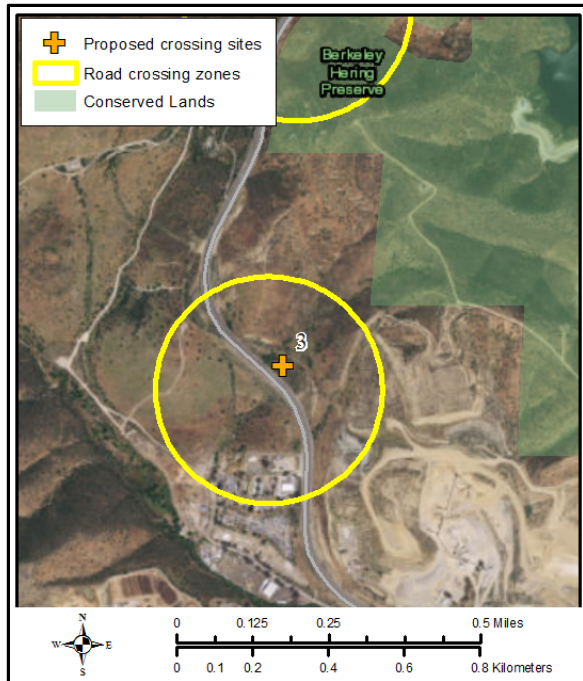 Proposed crossing sites
Road crossing zones
Conserved Lands
Berkeley
Hering
Preserve
3
N
W E
S
0 0.125 0.25 0.5 Miles
0 0.1 0.2 0.4 0.6 0.8 Kilometers